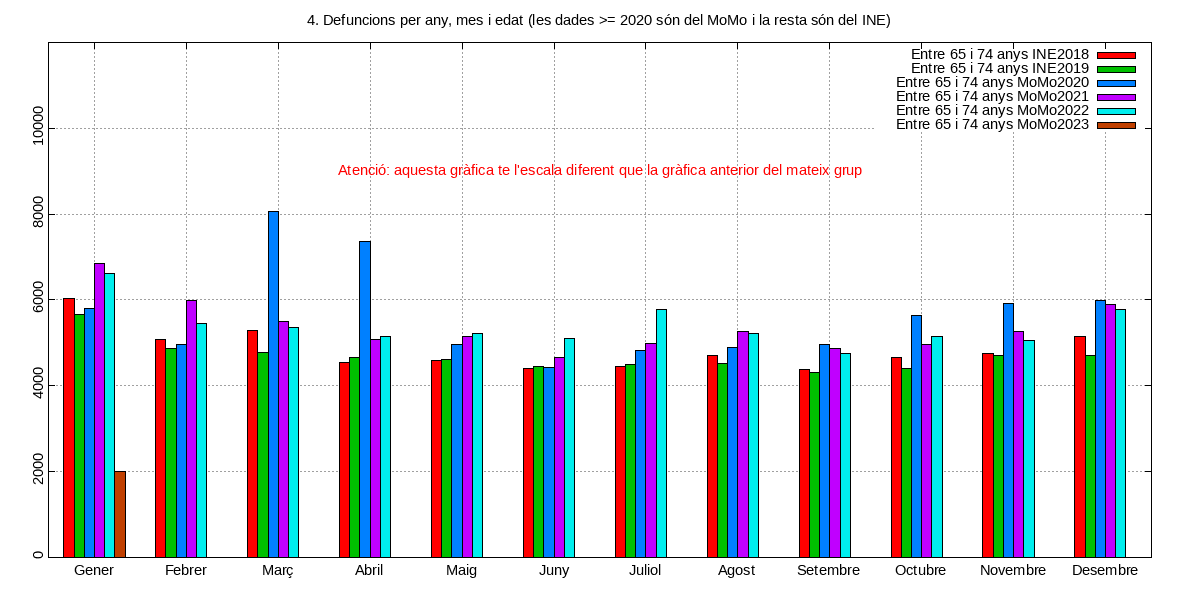 4. Defuncions per any, mes i edat (les dades >= 2020 són del MoMo i la resta són del INE)
Entre 65 i 74 anys INE2018
Entre 65 i 74 anys INE2019
Entre 65 i 74 anys MoMo2020
Entre 65 i 74 anys MoMo2021
Entre 65 i 74 anys MoMo2022
Entre 65 i 74 anys MoMo2023
Atenció: aquesta gràfica te l'escala diferent que la gràfica anterior del mateix grup
10000
8000
6000
4000
2000
0
Gener Febrer Març Abril Maig Juny Juliol Agost Setembre Octubre Novembre Desembre